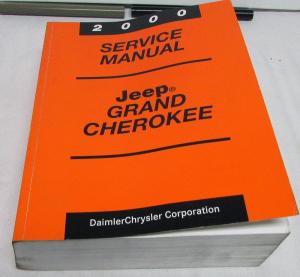 2000
SERVICE
MANUAL
Jeep®
GRAND
CHEROKEE
DaimlerChrysler Corporation